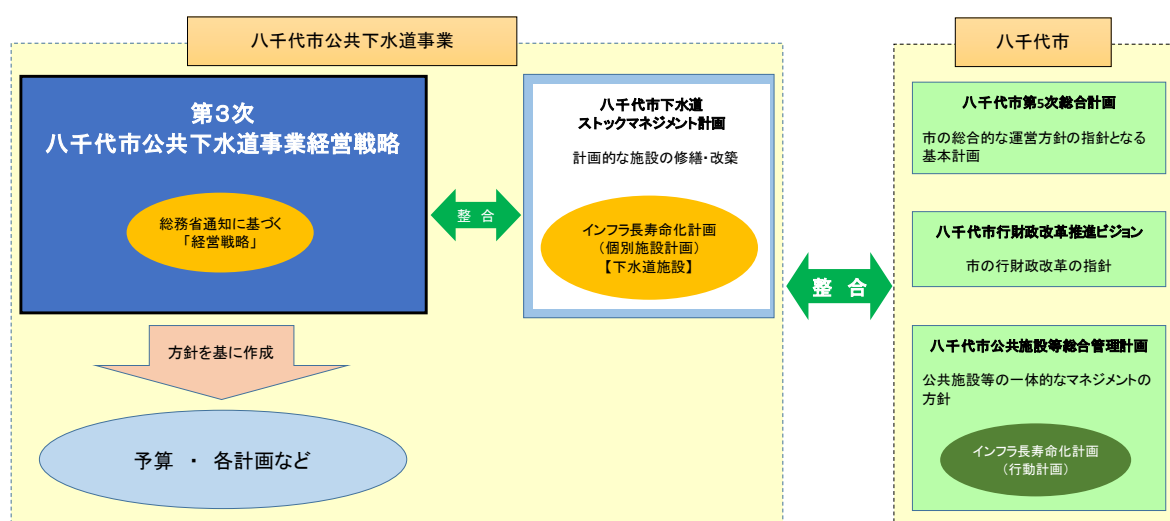 八千代市公共下水道事業
第3次
八千代市公共下水道事業経営戦略
総務省通知に基づく
「経営戦略」
整 合
八千代市下水道
ストックマネジメント計画
計画的な施設の修繕・改築
インフラ長寿命化計画
(個別施設計画)
【下水道施設】
方針を基に作成
予算 ・ 各計画など
整 合
八千代市
八千代市第5次総合計画
市の総合的な運営方針の指針となる
基本計画
八千代市行財政改革推進ビジョン
市の行財政改革の指針
八千代市公共施設等総合管理計画
公共施設等の一体的なマネジメントの
方針
インフラ長寿命化計画
(行動計画)